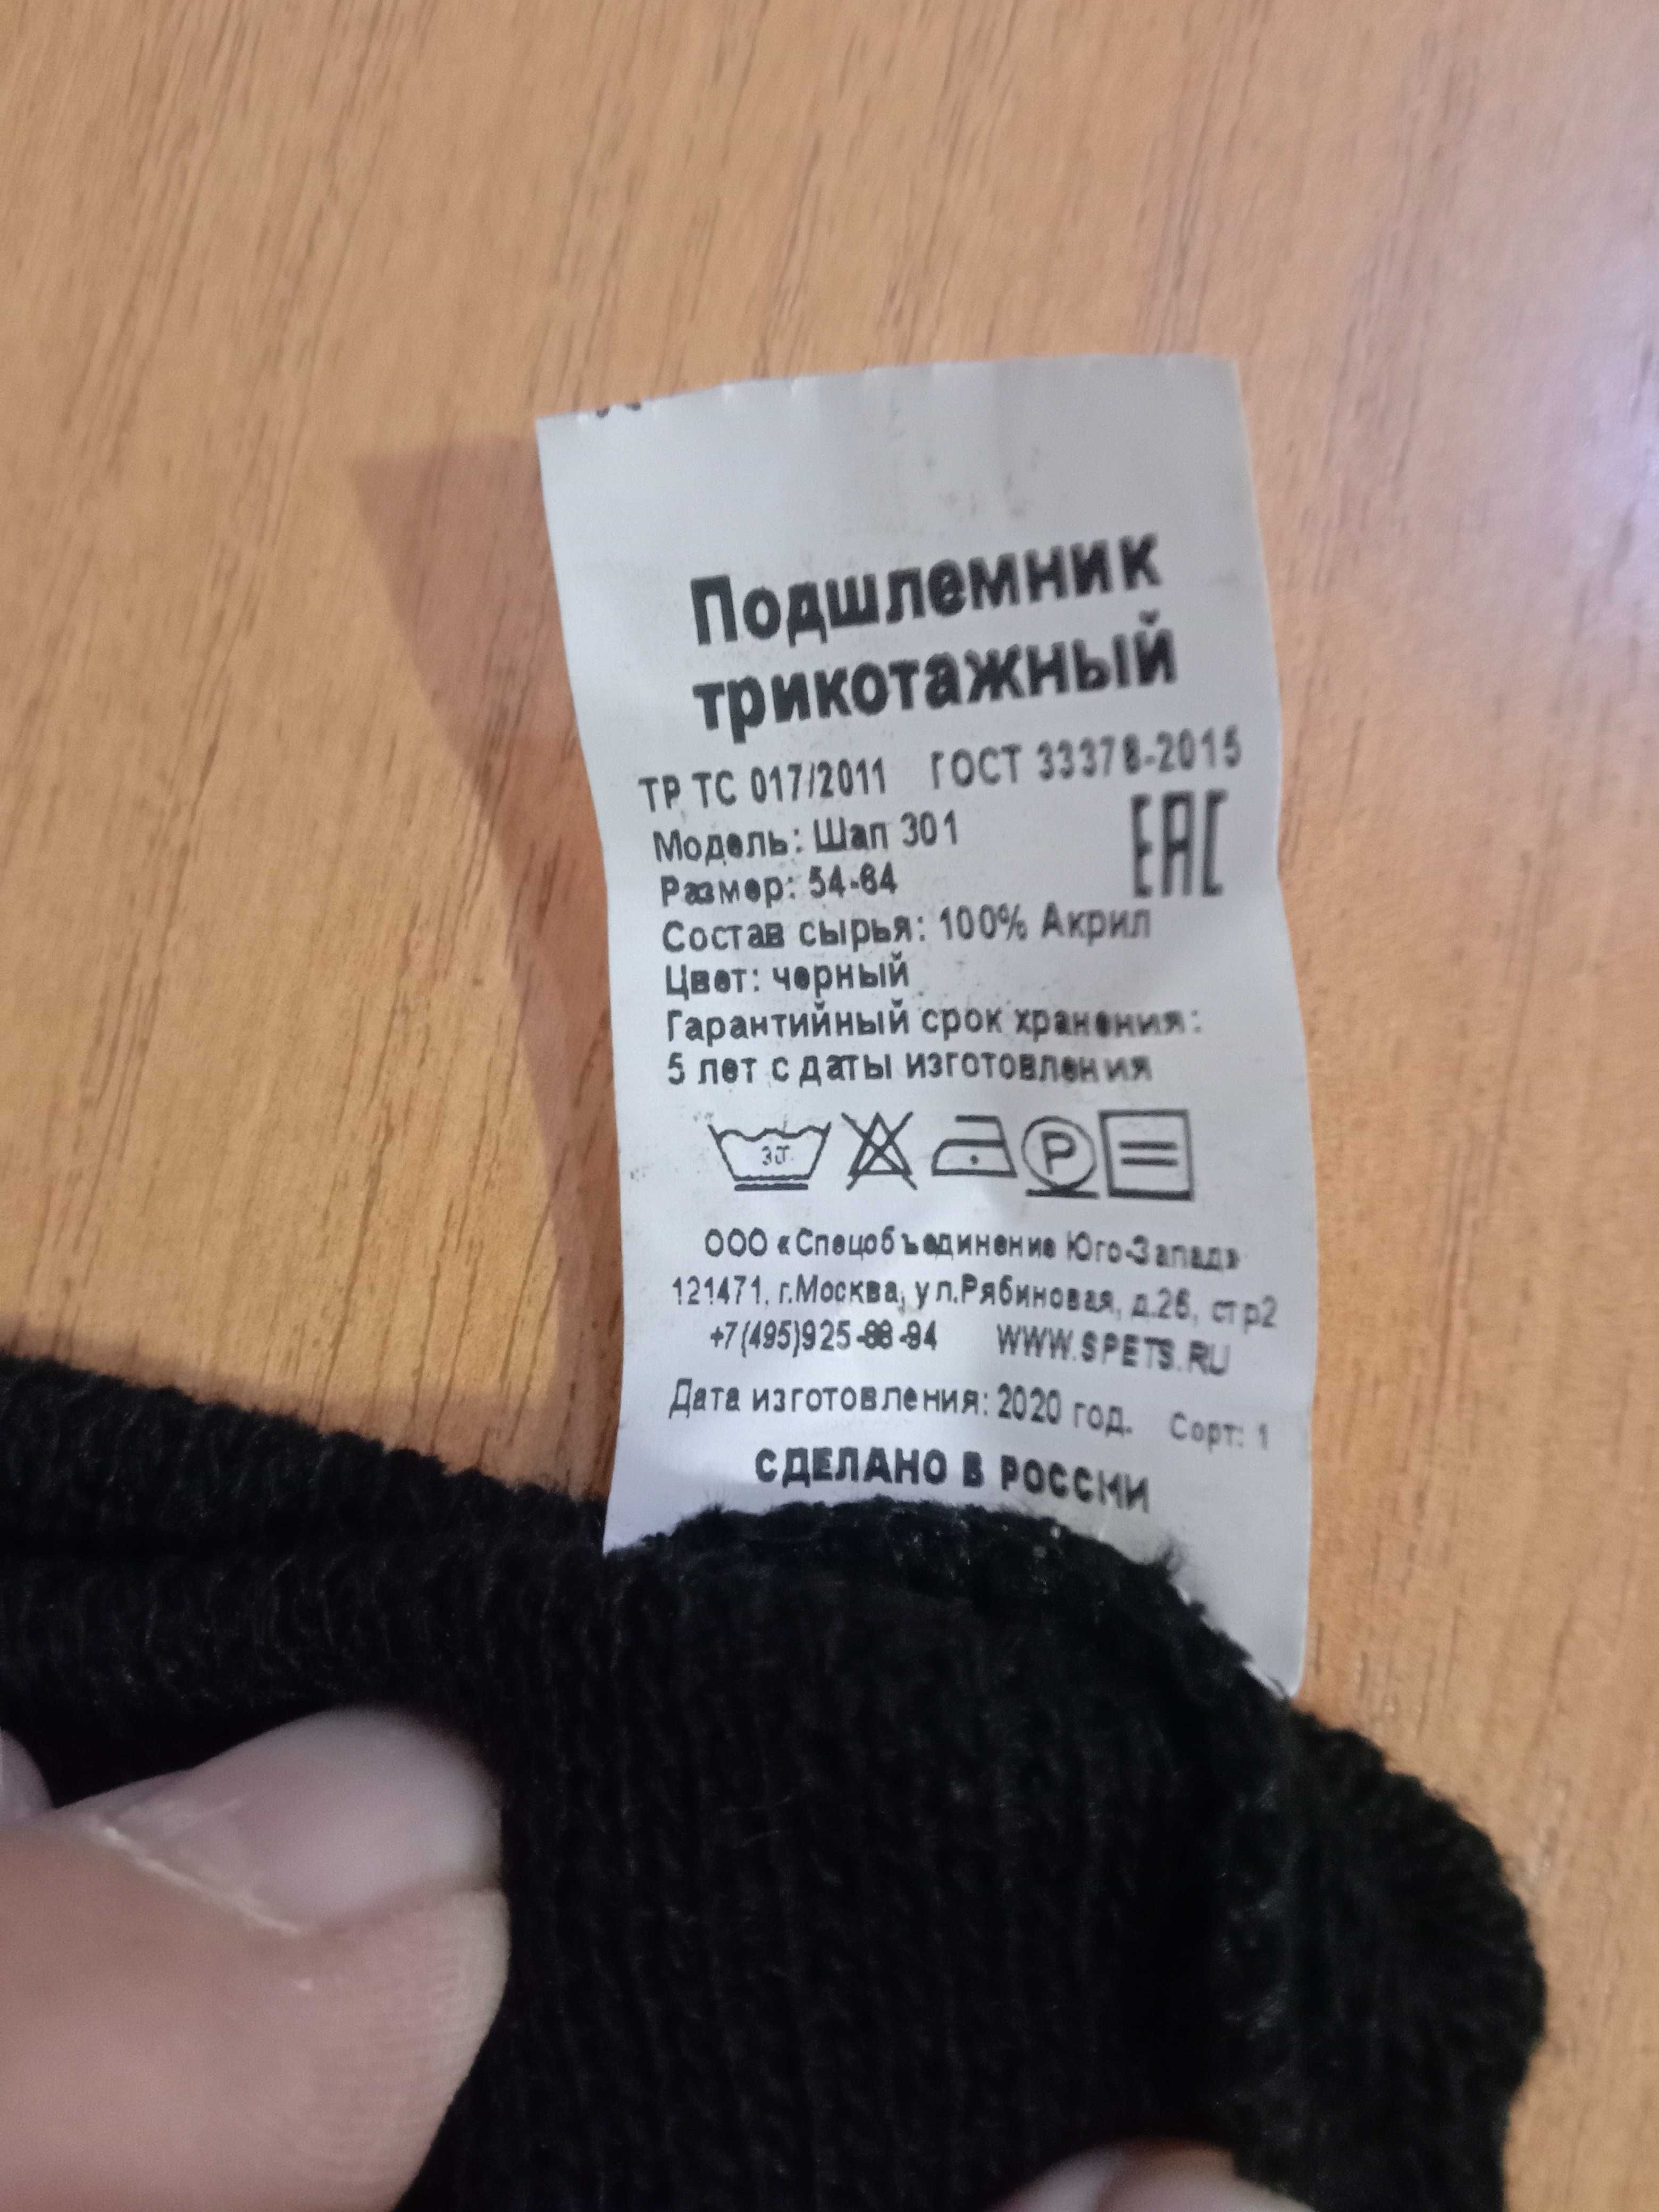 Подшлемник
трикотажный
ТР ТС 017/2011 ГОСТ 33378-2015
Модель: Шап 301
EAC
Размер: 54-64
Состав сырья: 100% Акрил
Цвет: черный
Гарантийный срок хранения:
5 лет с даты изготовления
30 P
ООО «Спецобъединение Юго-Запад»
121471, г.Москва, ул.Рябиновая, д.26, стр2
+7(495)925-88-94 WWW.SPETS.RU
Дата изготовления: 2020 год. Сорт: 1
СДЕЛАНО В РОССИИ